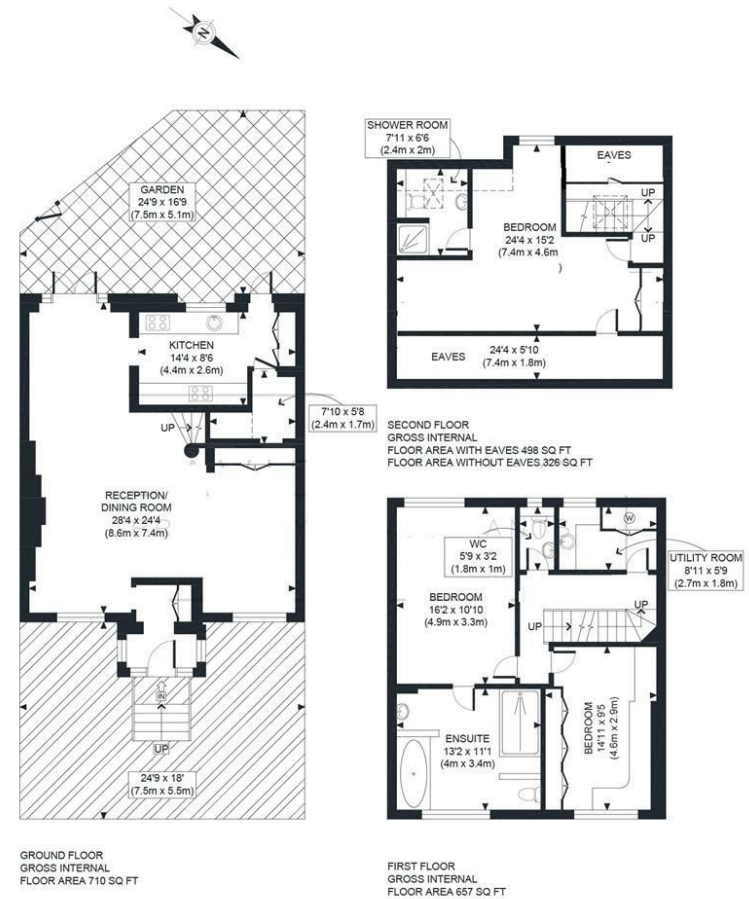 N
GARDEN
24'9 x 16'9
(7.5m x 5.1m)
KITCHEN
14'4 x 8'6
(4.4m x 2.6m)
7'10 x 5'8
(2.4m x 1.7m)
UP
RECEPTION/
DINING ROOM
28'4 x 24'4
(8.6m x 7.4m)
IN
UP
24'9 x 18'
(7.5m x 5.5m)
GROUND FLOOR
GROSS INTERNAL
FLOOR AREA 710 SQ FT
SHOWER ROOM
7'11 x 6'6
(2.4m x 2m)
EAVES
UP
UP
BEDROOM
24'4 x 15'2
(7.4m x 4.6m
)
EAVES
24'4 x 5'10
(7.4m x 1.8m)
SECOND FLOOR
GROSS INTERNAL
FLOOR AREA WITH EAVES 498 SQ FT
FLOOR AREA WITHOUT EAVES 326 SQ FT
W
WC
5'9 x 3'2
(1.8m x 1m)
UTILITY ROOM
8'11 x 5'9
(2.7m x 1.8m)
BEDROOM
16'2 x 10'10
(4.9m x 3.3m)
UP
UP
ENSUITE
13'2 x 11'1
(4m x 3.4m)
BEDROOM
14'11 x 9'5
(4.6m x 2.9m)
FIRST FLOOR
GROSS INTERNAL
FLOOR AREA 657 SQ FT